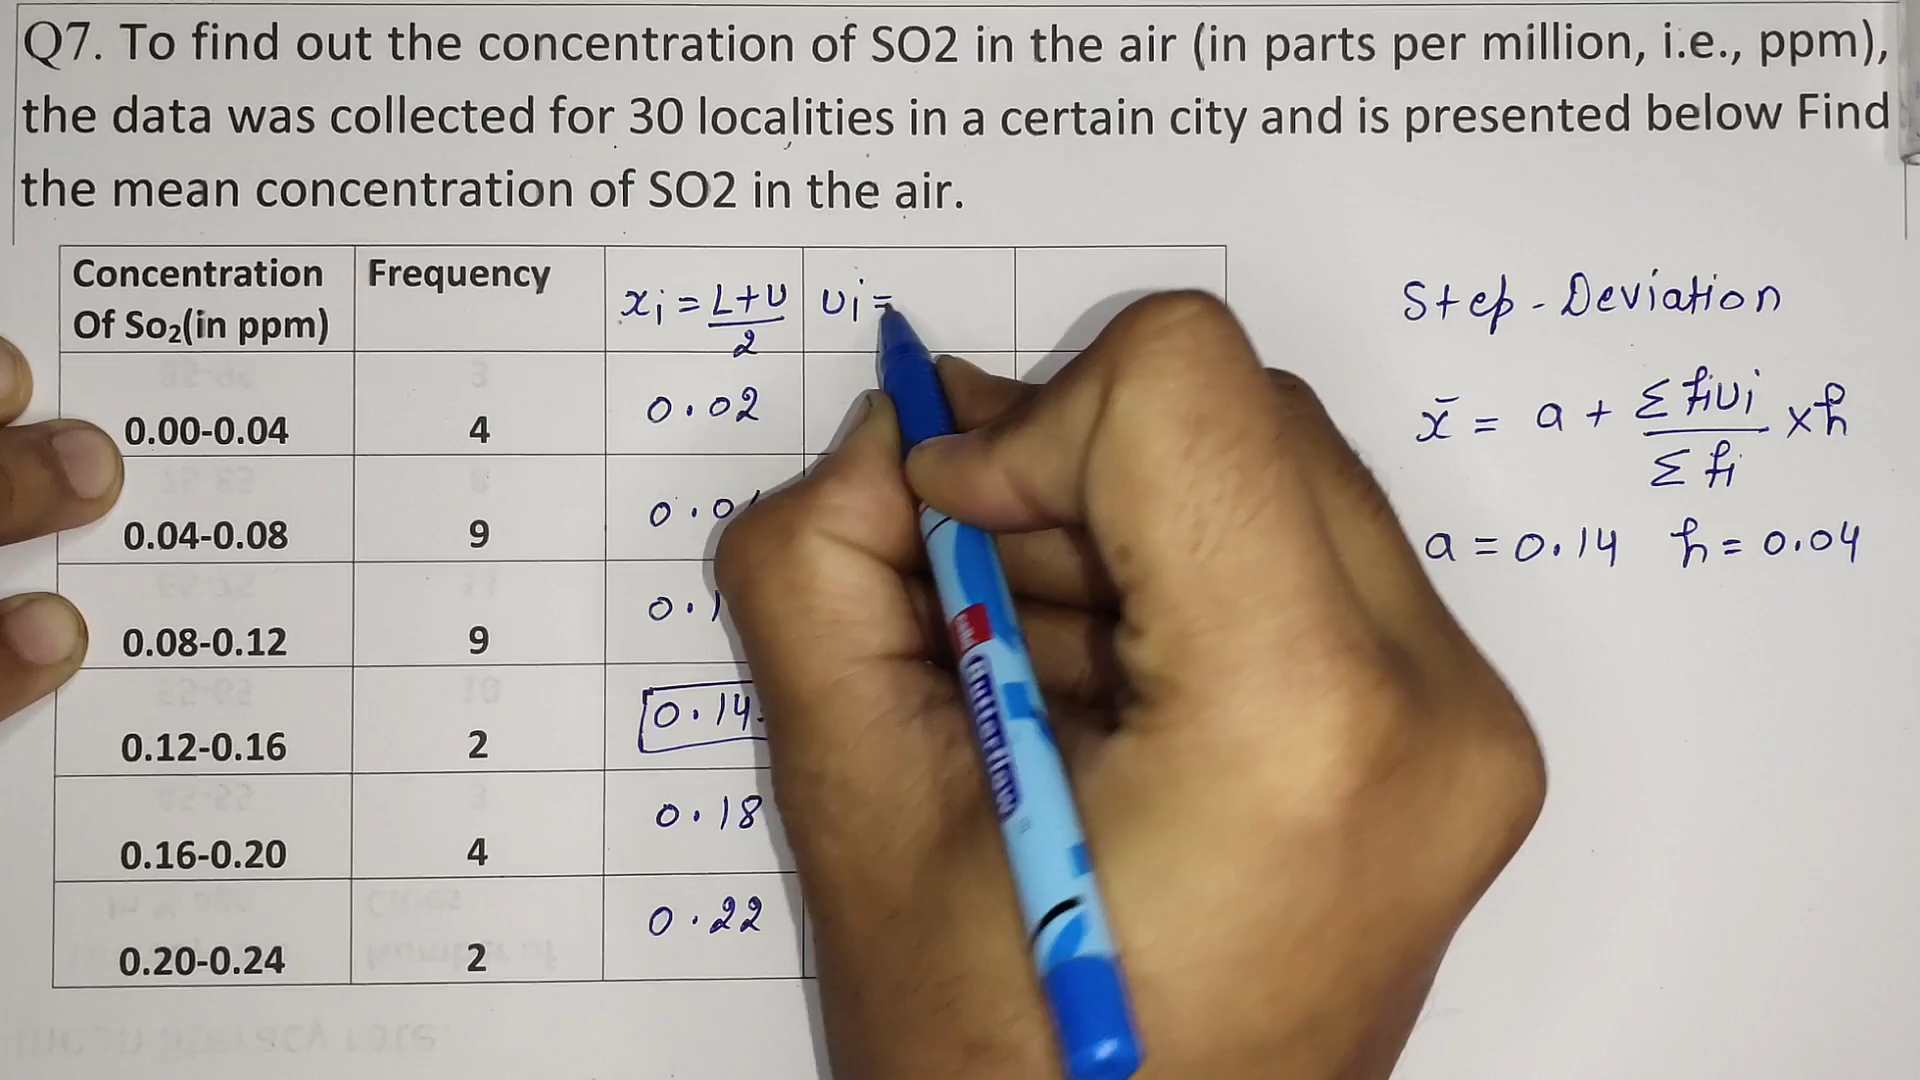 Q7. To find out the concentration of SO2 in the air (in parts per million, i.e., ppm),
the data was collected for 30 localities in a certain city and is presented below Find
the mean concentration of SO2 in the air.
Concentration Of So₂(in ppm) Frequency xi = L+U/2 Ui =
0.00-0.04 4 0.02
0.04-0.08 9
0.08-0.12 9
0.12-0.16 2 0.14
0.16-0.20 4 0.18
0.20-0.24 2 0.22
Step-Deviation
x̄ = a + Σfiui/Σfi ×h
a = 0.14 h = 0.04
Butterflow